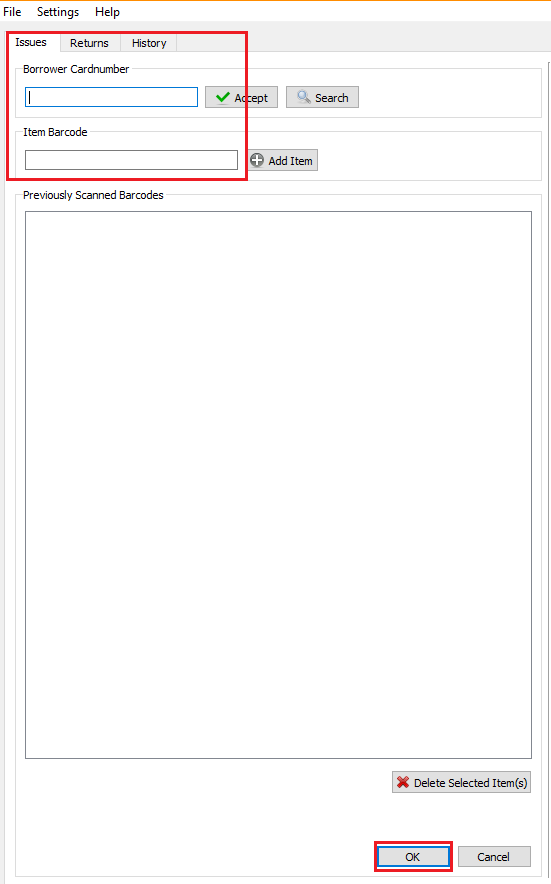 File Settings Help
Issues Returns History
Borrower Cardnumber
Accept Search
Item Barcode
Add Item
Previously Scanned Barcodes
Delete Selected Item(s)
OK Cancel